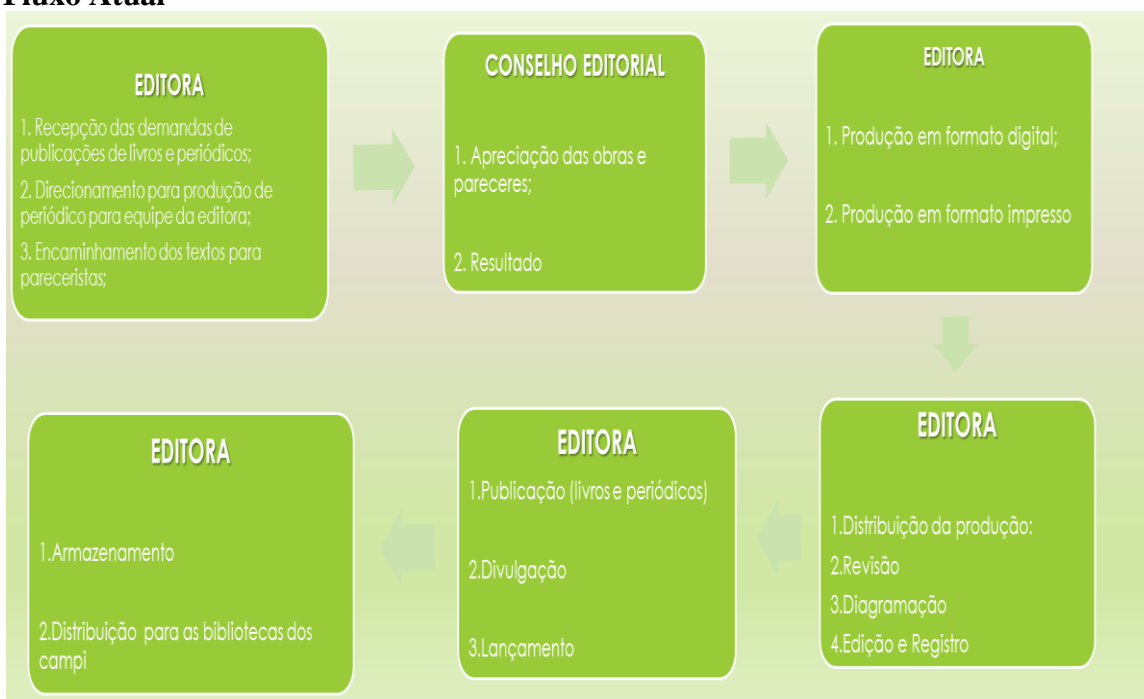 Fluxo Atual
EDITORA
1. Recepção das demandas de
publicações de livros e periódicos;
2. Direcionamento para produção de
periódico para equipe da editora;
3. Encaminhamento dos textos para
pareceristas;
CONSELHO EDITORIAL
1. Apreciação das obras e
pareceres;
2. Resultado
EDITORA
1. Produção em formato digital;
2. Produção em formato impresso
EDITORA
1.Distribuição da produção:
2.Revisão
3.Diagramação
4.Edição e Registro
EDITORA
1.Publicação (livros e periódicos)
2.Divulgação
3.Lançamento
EDITORA
1.Armazenamento
2.Distribuição para as bibliotecas dos
campi